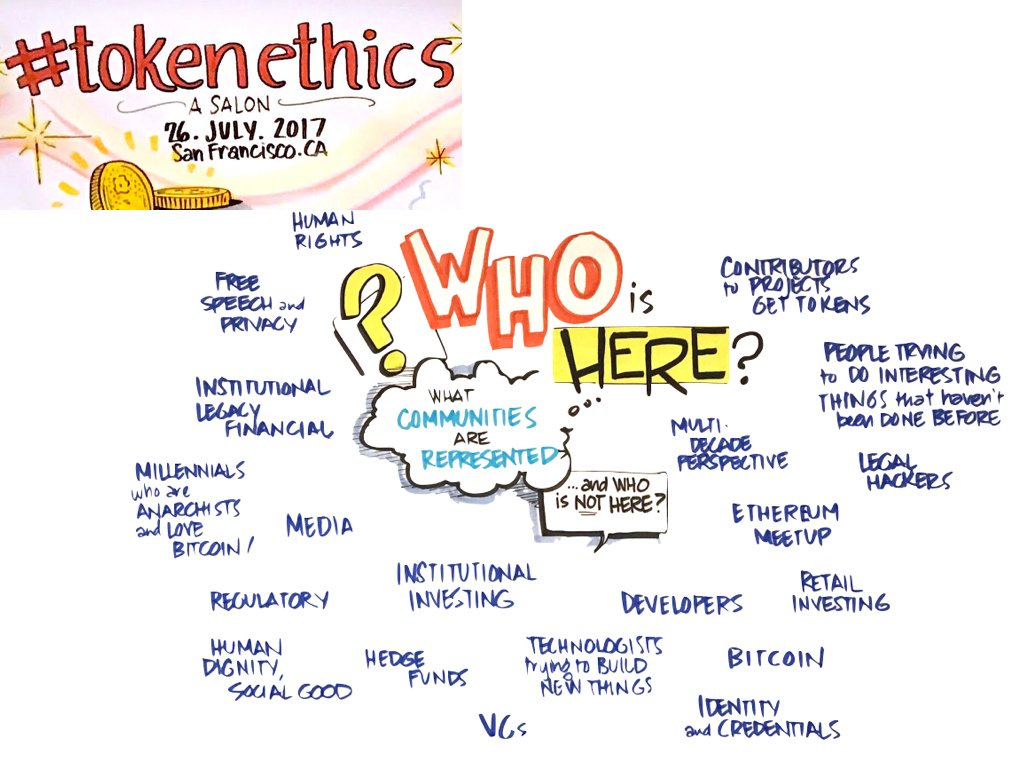 #tokenethics
A SALON
26. JULY. 2017
San Francisco. CA
HUMAN
RIGHTS
FREE
SPEECH and
PRIVACY
INSTITUTIONAL
LEGACY
FINANCIAL
MILLENNIALS
who are
ANARCHISTS
and LOVE
BITCOIN!
MEDIA
?
WHO is
HERE?
WHAT
COMMUNITIES
ARE
REPRESENTED
...and WHO
is NOT HERE?
CONTRIBUTORS
to PROJECTS
GET TOKENS
PEOPLE TRYING
to DO INTERESTING
THINGS that haven't
been DONE BEFORE
MULTI-
DECADE
PERSPECTIVE
LEGAL
HACKERS
ETHEREUM
MEETUP
REGULATORY
INSTITUTIONAL
INVESTING
DEVELOPERS
RETAIL
INVESTING
HUMAN
DIGNITY,
SOCIAL GOOD
HEDGE
FUNDS
TECHNOLOGISTS
trying to BUILD
NEW THINGS
BITCOIN
VCs
IDENTITY
and CREDENTIALS